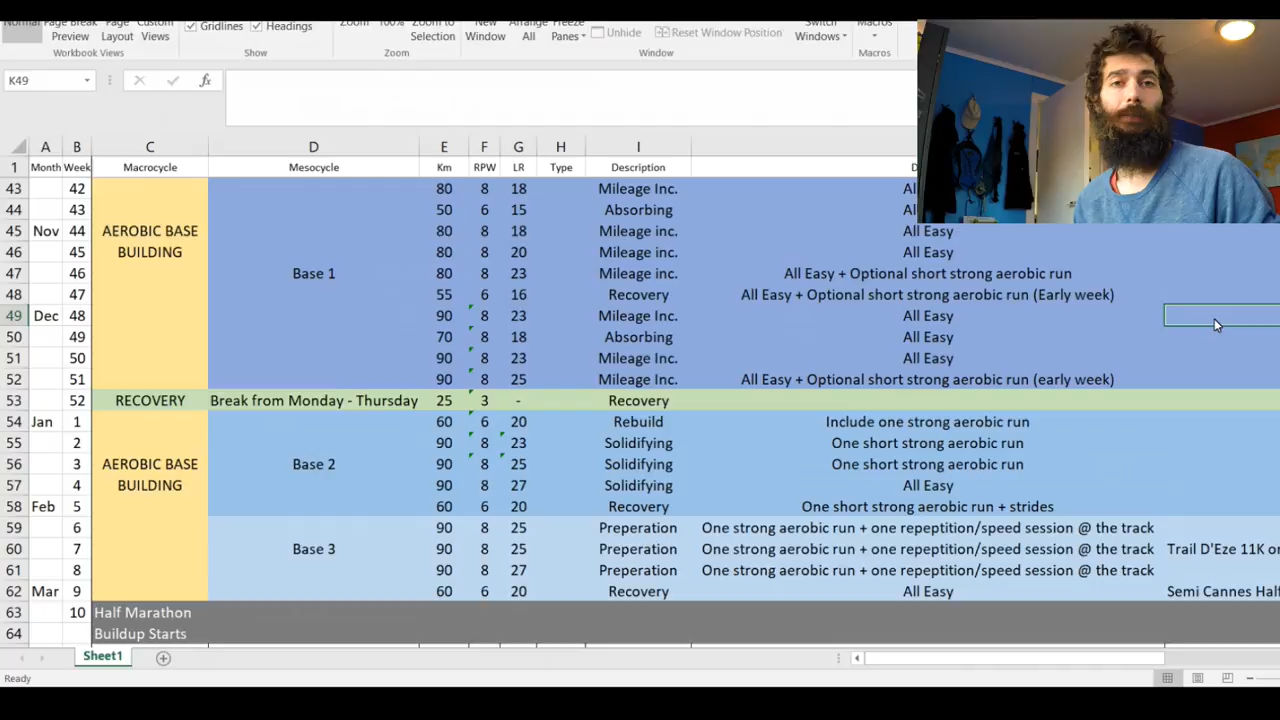 Normal Page Break Page Custom
Preview Layout Views
Workbook Views
Gridlines Headings
Show
Zoom 100% Zoom to
Selection
Zoom
New Arrange Freeze
Window All Panes
Unhide Reset Window Position
Window
Switch
Windows
Macros
Macros
K49 fx
A B C D E F G H I
1 Month Week Macrocycle Mesocycle Km RPW LR Type Description
43 42 80 8 18 Mileage Inc. All
44 43 50 6 15 Absorbing All
45 Nov 44 AEROBIC BASE 80 8 18 Mileage inc. All Easy
46 45 BUILDING 80 8 20 Mileage inc. All Easy
47 46 Base 1 80 8 23 Mileage inc. All Easy + Optional short strong aerobic run
48 47 55 6 16 Recovery All Easy + Optional short strong aerobic run (Early week)
49 Dec 48 90 8 23 Mileage Inc. All Easy
50 49 70 8 18 Absorbing All Easy
51 50 90 8 23 Mileage Inc. All Easy
52 51 90 8 25 Mileage Inc. All Easy + Optional short strong aerobic run (early week)
53 52 RECOVERY Break from Monday - Thursday 25 3 - Recovery
54 Jan 1 60 6 20 Rebuild Include one strong aerobic run
55 2 90 8 23 Solidifying One short strong aerobic run
56 3 AEROBIC BASE Base 2 90 8 25 Solidifying One short strong aerobic run
57 4 BUILDING 90 8 27 Solidifying All Easy
58 Feb 5 60 6 20 Recovery One short strong aerobic run + strides
59 6 90 8 25 Preperation One strong aerobic run + one repeptition/speed session @ the track
60 7 Base 3 90 8 25 Preperation One strong aerobic run + one repeptition/speed session @ the track Trail D'Eze 11K or
61 8 90 8 27 Preperation One strong aerobic run + one repeptition/speed session @ the track
62 Mar 9 60 6 20 Recovery All Easy Semi Cannes Half
63 10 Half Marathon
64 Buildup Starts
Sheet1
Ready